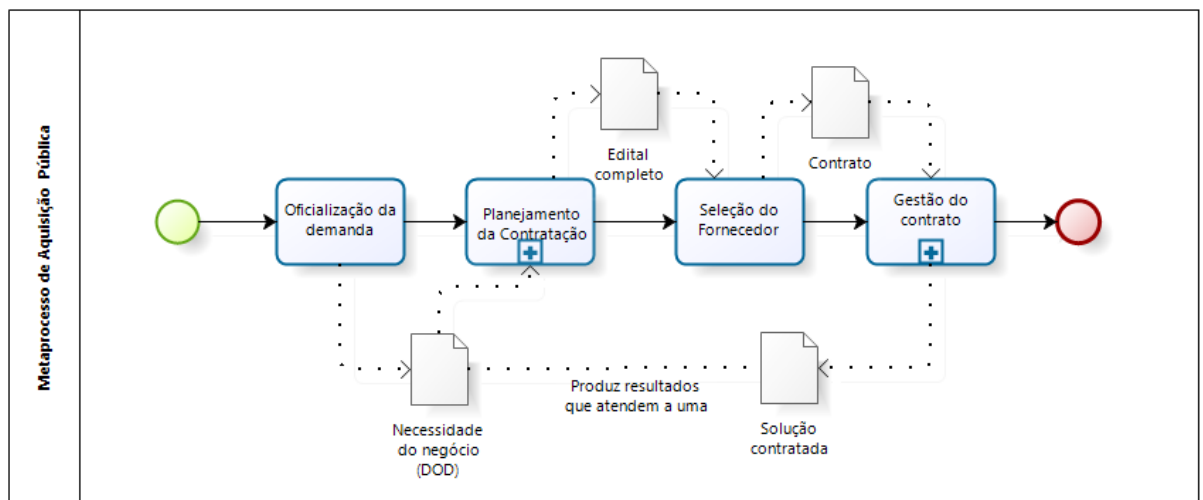 Metaprocesso de Aquisição Pública
Edital
completo
Contrato
Oficialização da
demanda
Planejamento
da Contratação
Seleção do
Fornecedor
Gestão do
contrato
Necessidade
do negócio
(DOD)
Produz resultados
que atendem a uma
Solução
contratada